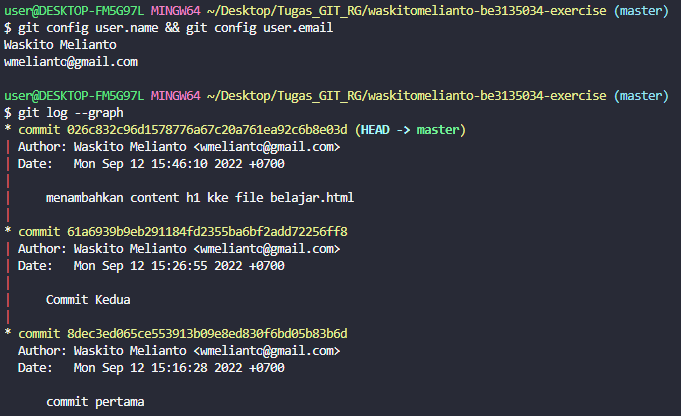 user@DESKTOP-FM5G97L MINGW64 ~/Desktop/Tugas_GIT_RG/waskitomelianto-be3135034-exercise (master)
$ git config user.name && git config user.email
Waskito Melianto
wmelianto@gmail.com
user@DESKTOP-FM5G97L MINGW64 ~/Desktop/Tugas_GIT_RG/waskitomelianto-be3135034-exercise (master)
$ git log --graph
* commit 026c832c96d1578776a67c20a761ea92c6b8e03d (HEAD -> master)
| Author: Waskito Melianto <wmelianto@gmail.com>
| Date:   Mon Sep 12 15:46:10 2022 +0700
|
|     menambahkan content h1 kke file belajar.html
|
* commit 61a6939b9eb291184fd2355ba6bf2add72256ff8
| Author: Waskito Melianto <wmelianto@gmail.com>
| Date:   Mon Sep 12 15:26:55 2022 +0700
|
|     Commit Kedua
|
* commit 8dec3ed065ce553913b09e8ed830f6bd05b83b6d
  Author: Waskito Melianto <wmelianto@gmail.com>
  Date:   Mon Sep 12 15:16:28 2022 +0700
      commit pertama